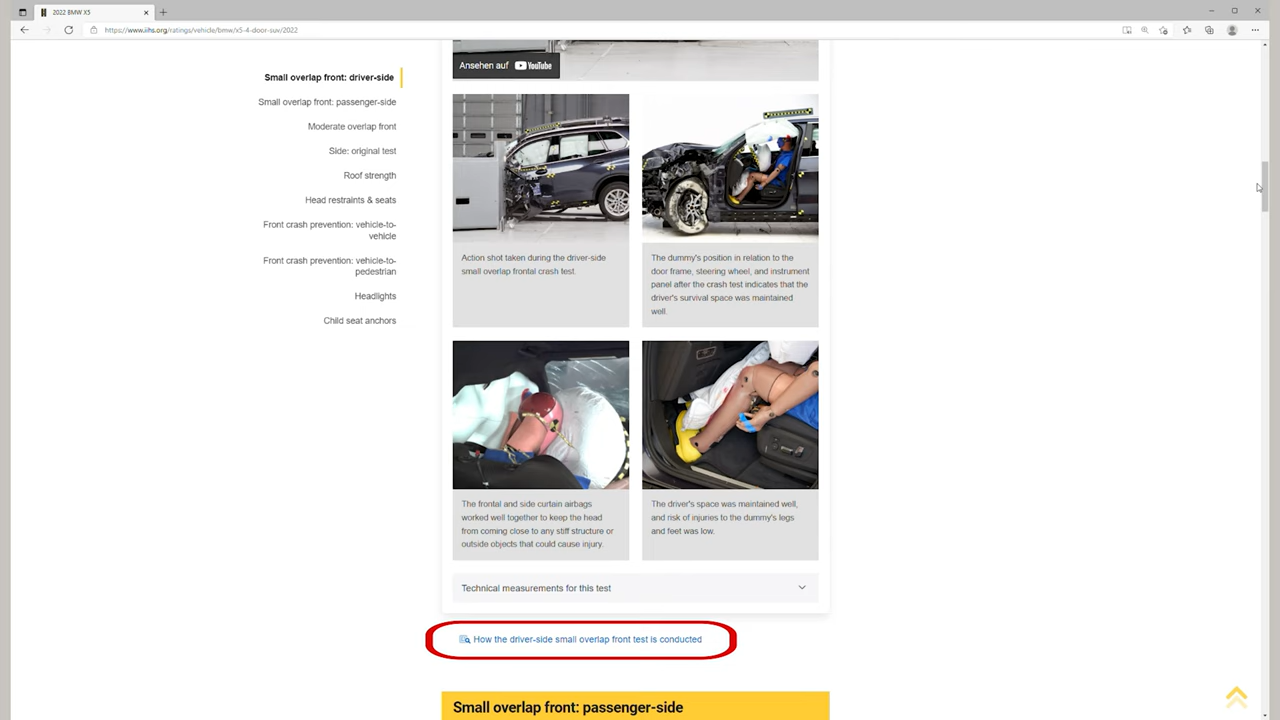 2022 BMW X5
https://www.iihs.org/ratings/vehicle/bmw/x5-4-door-suv/2022
Small overlap front: driver-side
Small overlap front: passenger-side
Moderate overlap front
Side: original test
Roof strength
Head restraints & seats
Front crash prevention: vehicle-to-
vehicle
Front crash prevention: vehicle-to-
pedestrian
Headlights
Child seat anchors
Ansehen auf YouTube
Action shot taken during the driver-side
small overlap frontal crash test.
The dummy's position in relation to the
door frame, steering wheel, and instrument
panel after the crash test indicates that the
driver's survival space was maintained
well.
The frontal and side curtain airbags
worked well together to keep the head
from coming close to any stiff structure or
outside objects that could cause injury.
The driver's space was maintained well,
and risk of injuries to the dummy's legs
and feet was low.
Technical measurements for this test
How the driver-side small overlap front test is conducted
Small overlap front: passenger-side